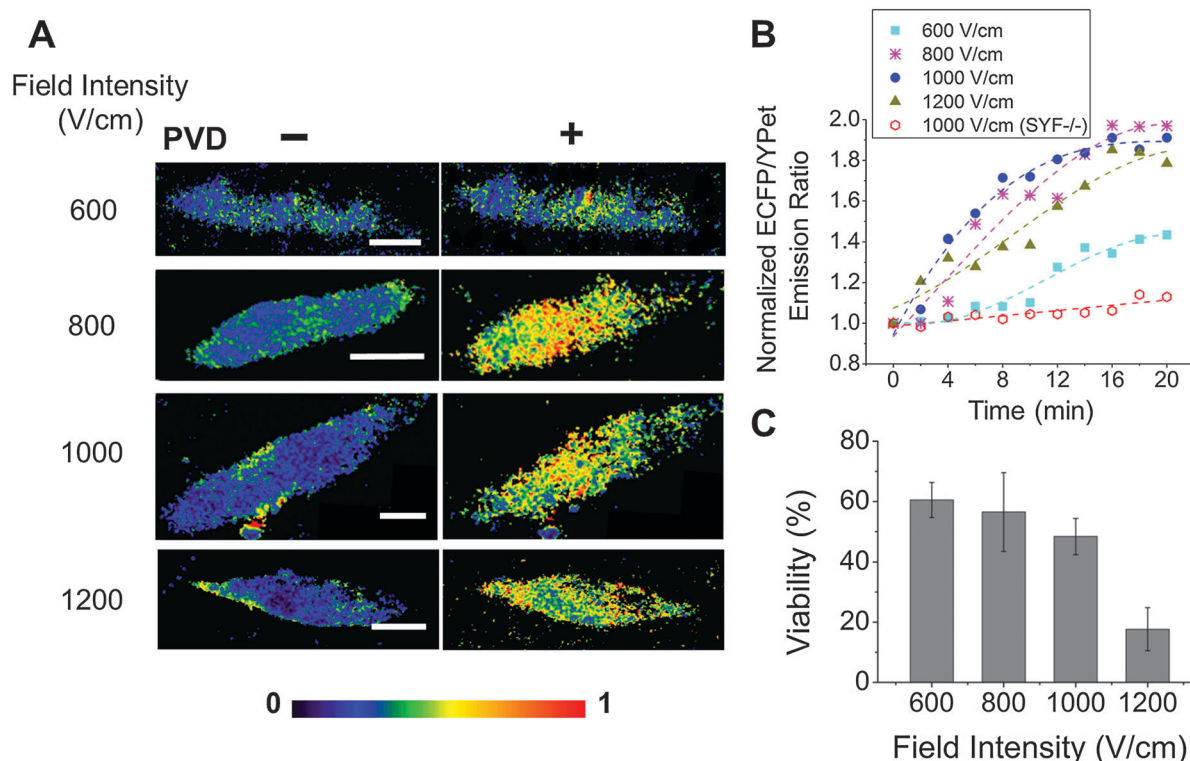 A
Field Intensity
(V/cm)
PVD − +
600
800
1000
1200
0 1
B
600 V/cm
800 V/cm
1000 V/cm
1200 V/cm
1000 V/cm (SYF-/-)
Normalized ECFP/YPet
Emission Ratio
2.0
1.8
1.6
1.4
1.2
1.0
0.8
0 4 8 12 16 20
Time (min)
C
Viability (%)
80
60
40
20
0
600 800 1000 1200
Field Intensity (V/cm)